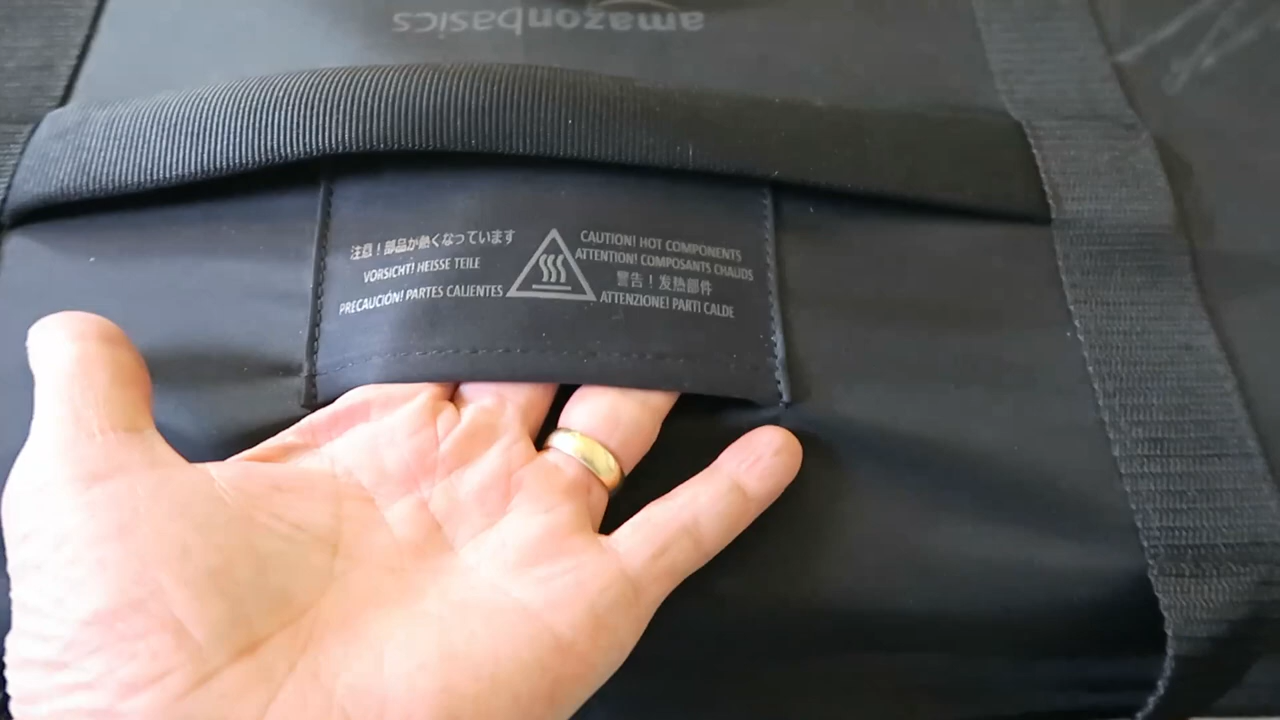 amazonbasics
注意！部品が熱くなっています
VORSICHT! HEISSE TEILE
PRECAUCIÓN! PARTES CALIENTES
CAUTION! HOT COMPONENTS
ATTENTION! COMPOSANTS CHAUDS
警告！发热部件
ATTENZIONE! PARTI CALDE